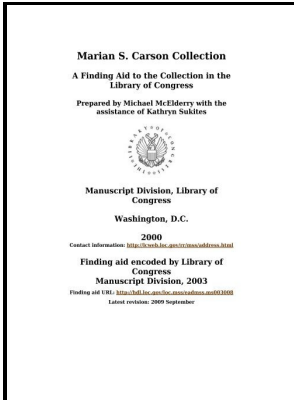 Marian S. Carson Collection
A Finding Aid to the Collection in the
Library of Congress
Prepared by Michael McElderry with the
assistance of Kathryn Sukites
Manuscript Division, Library of
Congress
Washington, D.C.
2000
Contact information: http://lcweb.loc.gov/rr/mss/address.html
Finding aid encoded by Library of
Congress
Manuscript Division, 2003
Finding aid URL: http://hdl.loc.gov/loc.mss/eadmss.ms003008
Latest revision: 2009 September